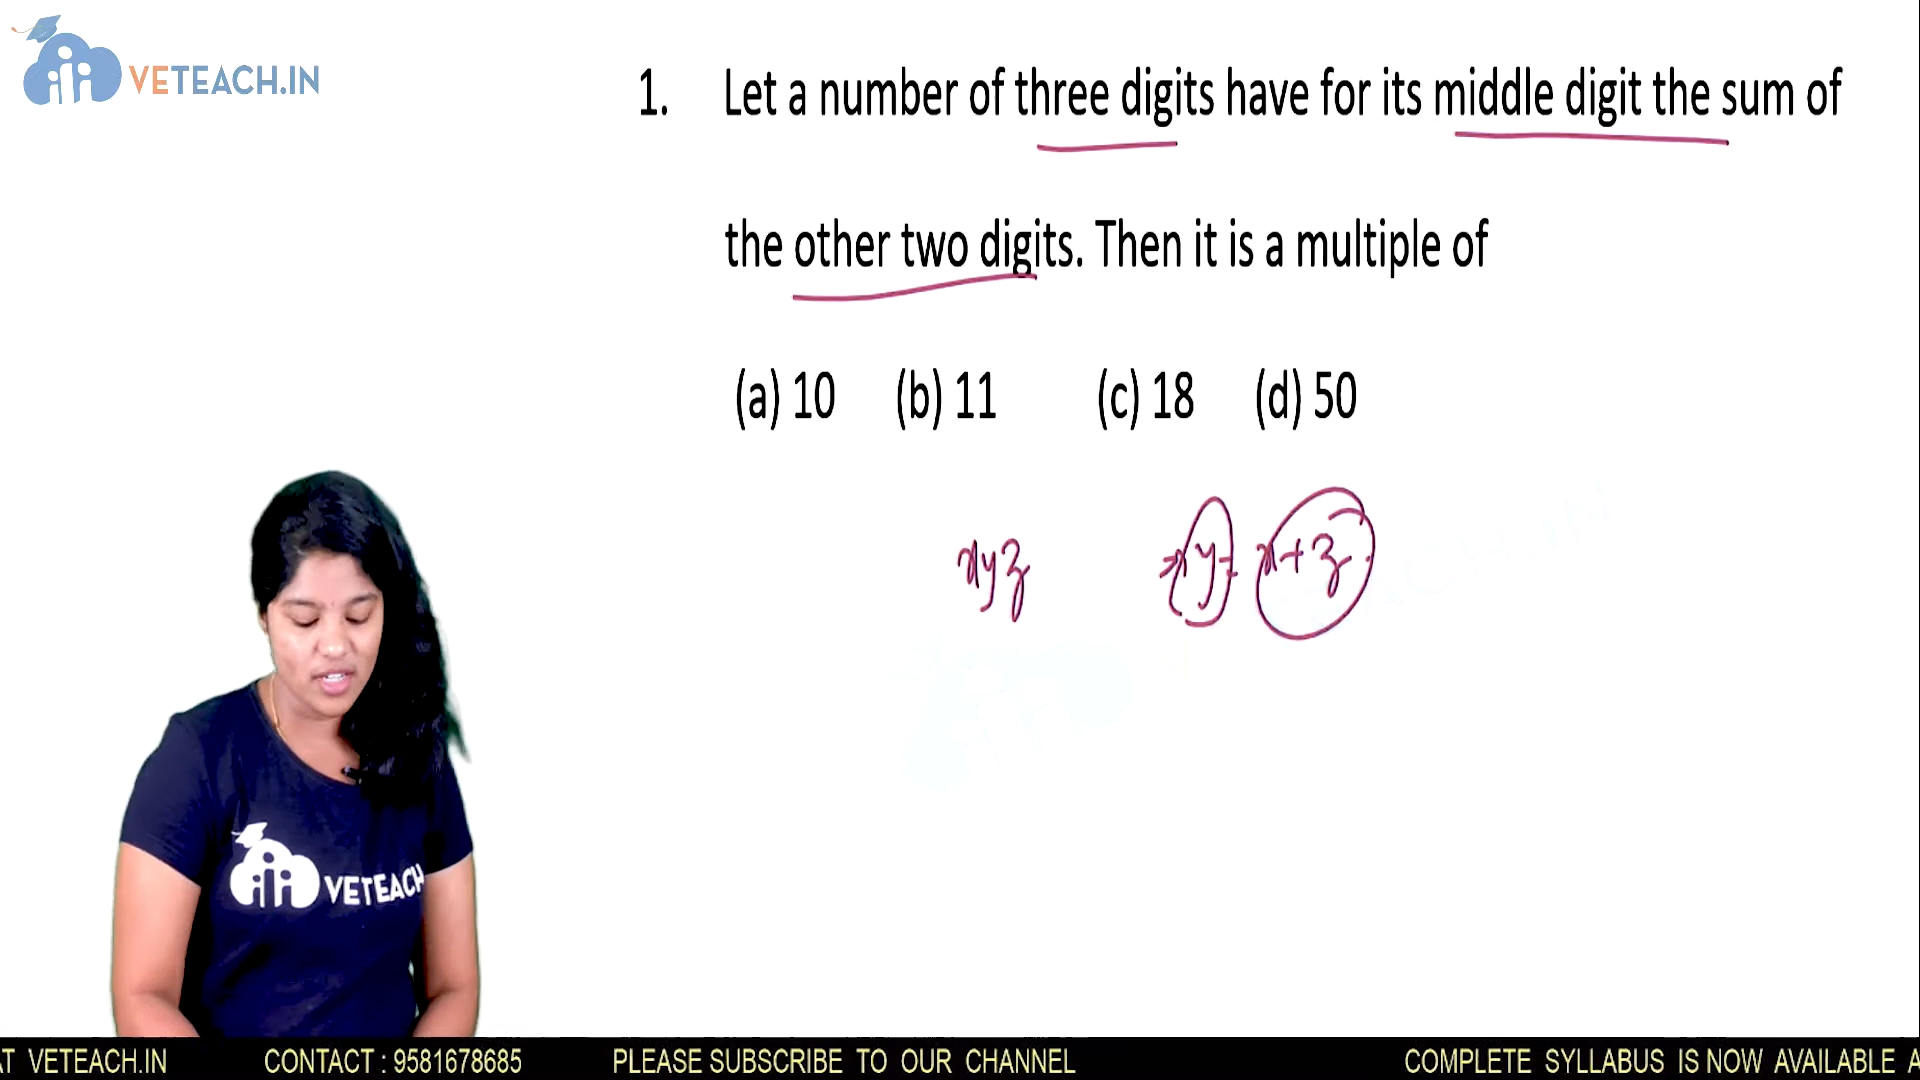 VETEACH.IN
1. Let a number of three digits have for its middle digit the sum of
the other two digits. Then it is a multiple of
(a) 10 (b) 11 (c) 18 (d) 50
xyz y= x+z
VETEACH
AT VETEACH.IN CONTACT : 9581678685 PLEASE SUBSCRIBE TO OUR CHANNEL COMPLETE SYLLABUS IS NOW AVAILABLE A